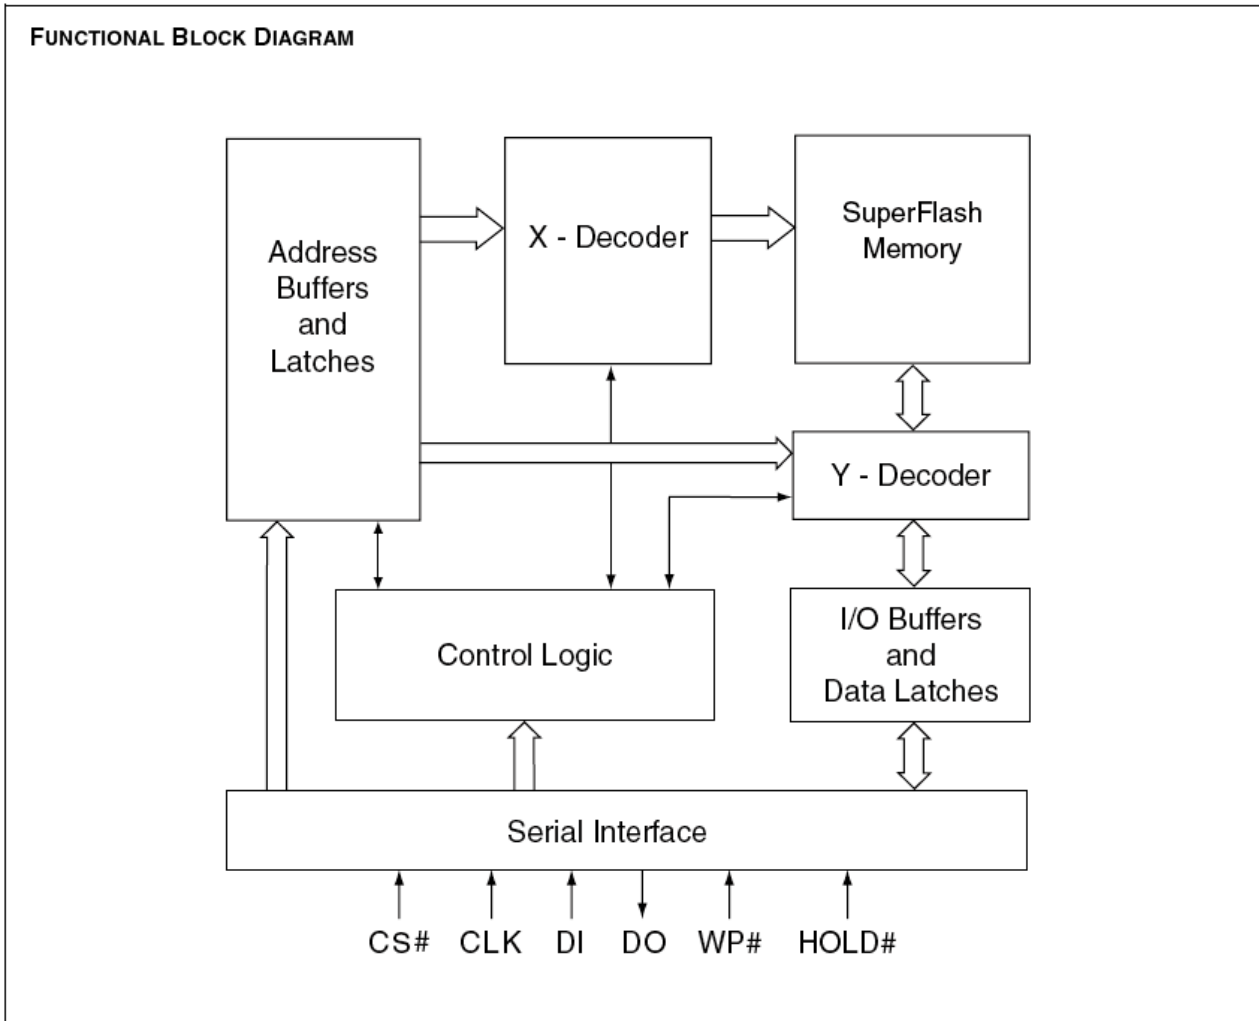 FUNCTIONAL BLOCK DIAGRAM
Address
Buffers
and
Latches
X - Decoder
SuperFlash
Memory
Y - Decoder
Control Logic
I/O Buffers
and
Data Latches
Serial Interface
CS# CLK DI DO WP# HOLD#